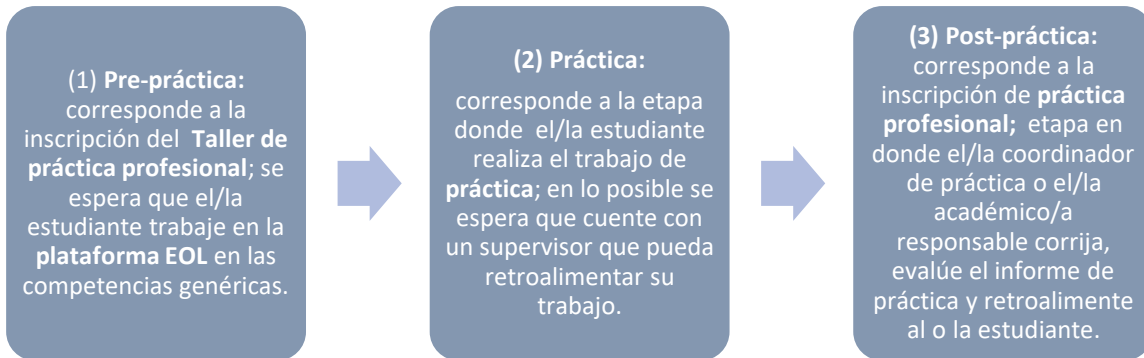 (1) Pre-práctica:
corresponde a la
inscripción del Taller de
práctica profesional; se
espera que el/la
estudiante trabaje en la
plataforma EOL en las
competencias genéricas.
(2) Práctica:
corresponde a la etapa
donde el/la estudiante
realiza el trabajo de
práctica; en lo posible se
espera que cuente con
un supervisor que pueda
retroalimentar su
trabajo.
(3) Post-práctica:
corresponde a la
inscripción de práctica
profesional; etapa en
donde el/la coordinador
de práctica o el/la
académico/a
responsable corrija,
evalúe el informe de
práctica y retroalimente
al o la estudiante.